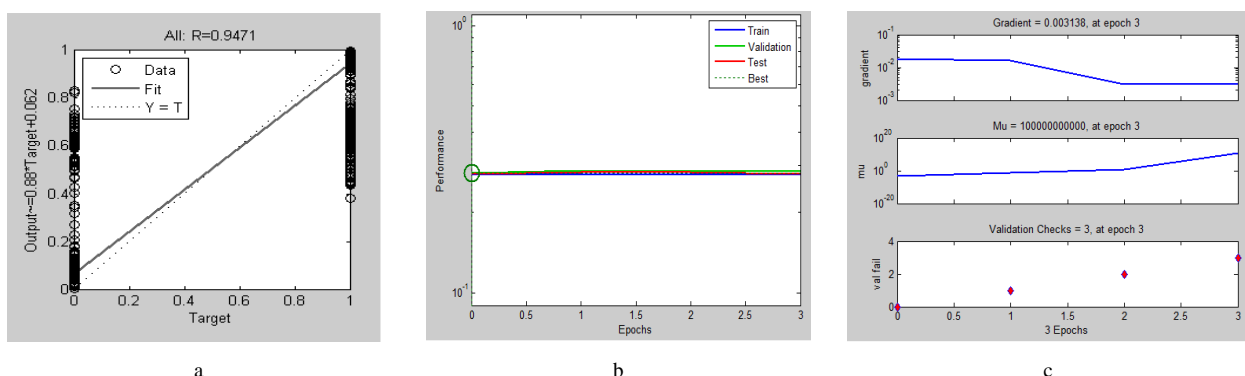 All: R=0.9471
Output~=0.88*Target+0.062
1
0.8
0.6
0.4
0.2
0
Data
Fit
Y = T
0 0.2 0.4 0.6 0.8 1
Target
a
Performance
10^0
10^-1
Train
Validation
Test
Best
0 0.5 1 1.5 2 2.5 3
Epochs
b
Gradient = 0.003138, at epoch 3
gradient
10^-1
10^-2
10^-3
Mu = 100000000000, at epoch 3
mu
10^20
10^0
10^-20
Validation Checks = 3, at epoch 3
val fail
4
2
0
0 0.5 1 1.5 2 2.5 3
3 Epochs
c